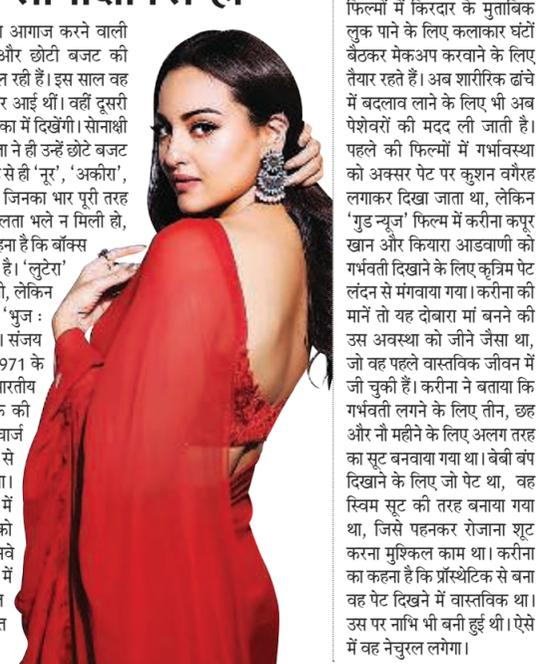 आगाज करने वाली
और छोटी बजट की
रही हैं। इस साल वह
आई थीं। वहीं दूसरी
में दिखेंगी। सोनाक्षी
ने ही उन्हें छोटे बजट
से ही 'नूर', 'अकीरा',
जिनका भार पूरी तरह
भले न मिली हो,
है कि बॉक्स
है। 'लुटेरा'
लेकिन
'भुज :
संजय
1971 के
की
से
में
में
फिल्मों में किरदार के मुताबिक
लुक पाने के लिए कलाकार घंटों
बैठकर मेकअप करवाने के लिए
तैयार रहते हैं। अब शारीरिक ढांचे
में बदलाव लाने के लिए भी अब
पेशेवरों की मदद ली जाती है।
पहले की फिल्मों में गर्भावस्था
को अक्सर पेट पर कुशन वगैरह
लगाकर दिखा जाता था, लेकिन
'गुड न्यूज' फिल्म में करीना कपूर
खान और कियारा आडवाणी को
गर्भवती दिखाने के लिए कृत्रिम पेट
लंदन से मंगवाया गया। करीना की
मानें तो यह दोबारा मां बनने की
उस अवस्था को जीने जैसा था,
जो वह पहले वास्तविक जीवन में
जी चुकी हैं। करीना ने बताया कि
गर्भवती लगने के लिए तीन, छह
और नौ महीने के लिए अलग तरह
का सूट बनवाया गया था। बेबी बंप
दिखाने के लिए जो पेट था, वह
स्विम सूट की तरह बनाया गया
था, जिसे पहनकर रोजाना शूट
करना मुश्किल काम था। करीना
का कहना है कि प्रॉस्थेटिक से बना
वह पेट दिखने में वास्तविक था।
उस पर नाभि भी बनी हुई थी। ऐसे
में वह नेचुरल लगेगा।